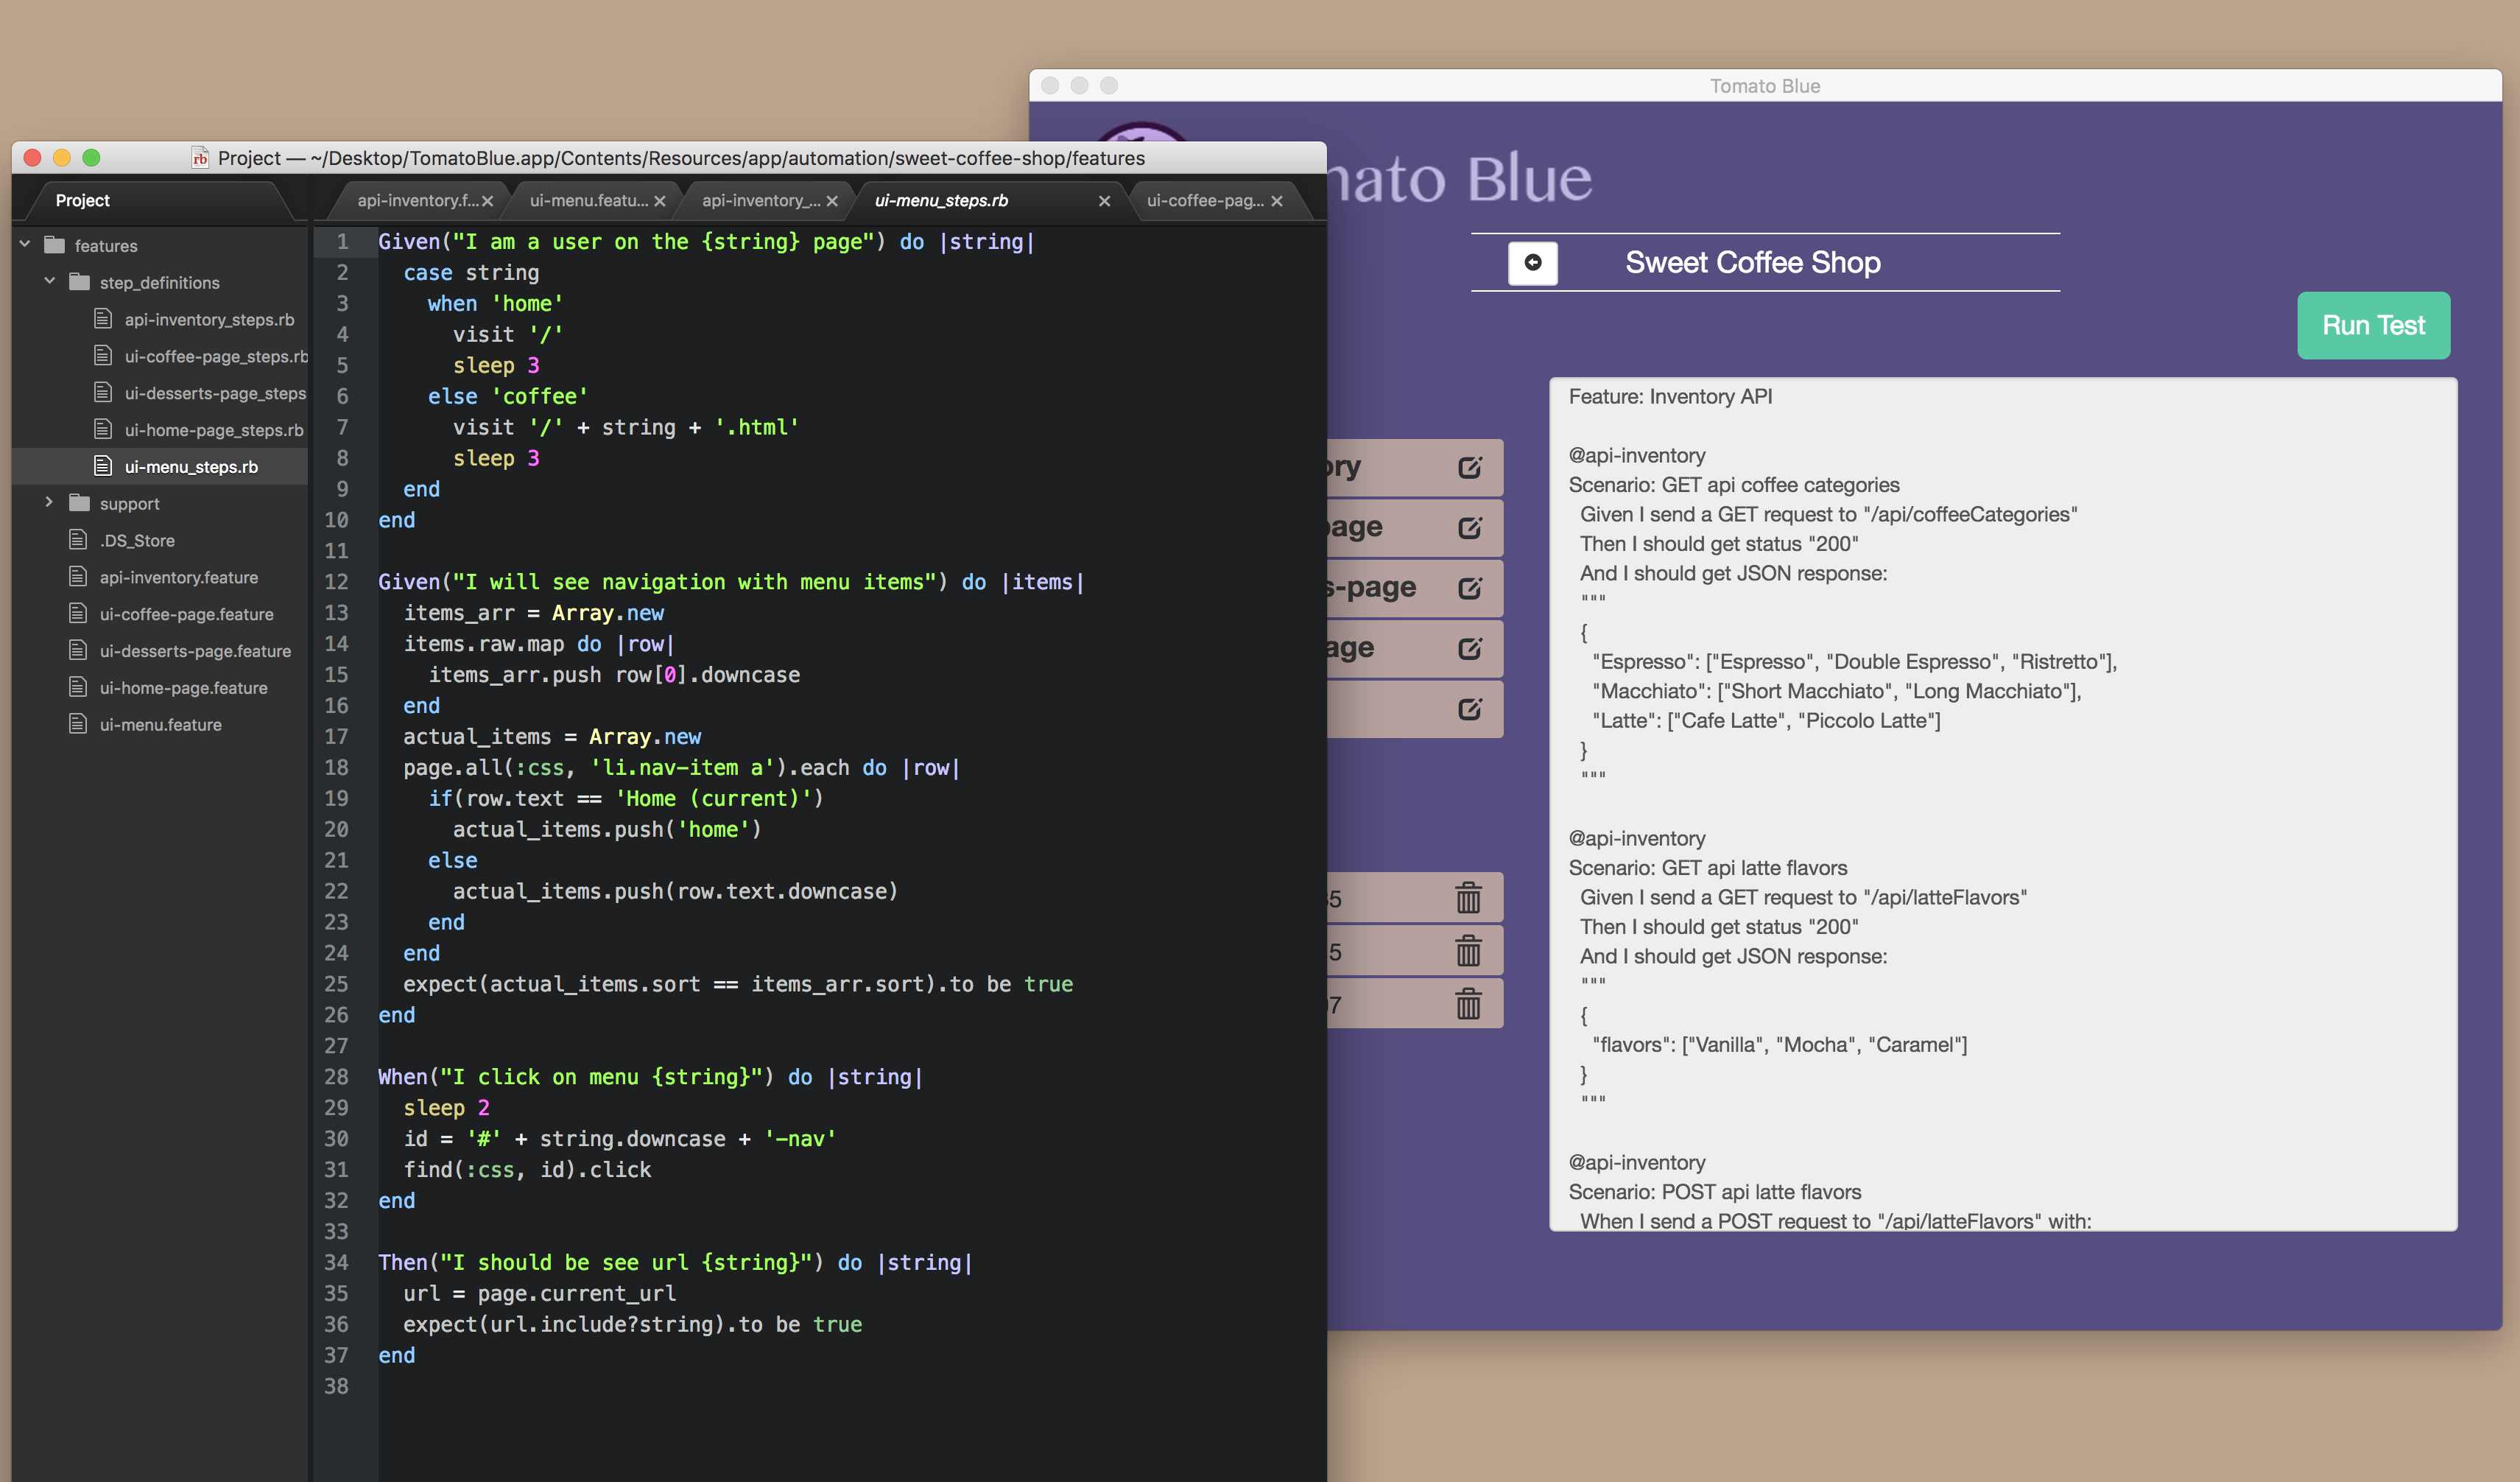 Tomato Blue
Project — ~/Desktop/TomatoBlue.app/Contents/Resources/app/automation/sweet-coffee-shop/features
Project
features
step_definitions
api-inventory_steps.rb
ui-coffee-page_steps.rb
ui-desserts-page_steps
ui-home-page_steps.rb
ui-menu_steps.rb
support
.DS_Store
api-inventory.feature
ui-coffee-page.feature
ui-desserts-page.feature
ui-home-page.feature
ui-menu.feature
api-inventory.f... ui-menu.featu... api-inventory_... ui-menu_steps.rb ui-coffee-pag...
1 Given("I am a user on the {string} page") do |string|
2 case string
3 when 'home'
4 visit '/'
5 sleep 3
6 else 'coffee'
7 visit '/' + string + '.html'
8 sleep 3
9 end
10 end
11
12 Given("I will see navigation with menu items") do |items|
13 items_arr = Array.new
14 items.raw.map do |row|
15 items_arr.push row[0].downcase
16 end
17 actual_items = Array.new
18 page.all(:css, 'li.nav-item a').each do |row|
19 if(row.text == 'Home (current)')
20 actual_items.push('home')
21 else
22 actual_items.push(row.text.downcase)
23 end
24 end
25 expect(actual_items.sort == items_arr.sort).to be true
26 end
27
28 When("I click on menu {string}") do |string|
29 sleep 2
30 id = '#' + string.downcase + '-nav'
31 find(:css, id).click
32 end
33
34 Then("I should be see url {string}") do |string|
35 url = page.current_url
36 expect(url.include?string).to be true
37 end
38
nato Blue
Sweet Coffee Shop
Run Test
ory
page
s-page
age
35
5
07
Feature: Inventory API
@api-inventory
Scenario: GET api coffee categories
Given I send a GET request to "/api/coffeeCategories"
Then I should get status "200"
And I should get JSON response:
"""
{
"Espresso": ["Espresso", "Double Espresso", "Ristretto"],
"Macchiato": ["Short Macchiato", "Long Macchiato"],
"Latte": ["Cafe Latte", "Piccolo Latte"]
}
"""
@api-inventory
Scenario: GET api latte flavors
Given I send a GET request to "/api/latteFlavors"
Then I should get status "200"
And I should get JSON response:
"""
{
"flavors": ["Vanilla", "Mocha", "Caramel"]
}
"""
@api-inventory
Scenario: POST api latte flavors
When I send a POST request to "/api/latteFlavors" with: